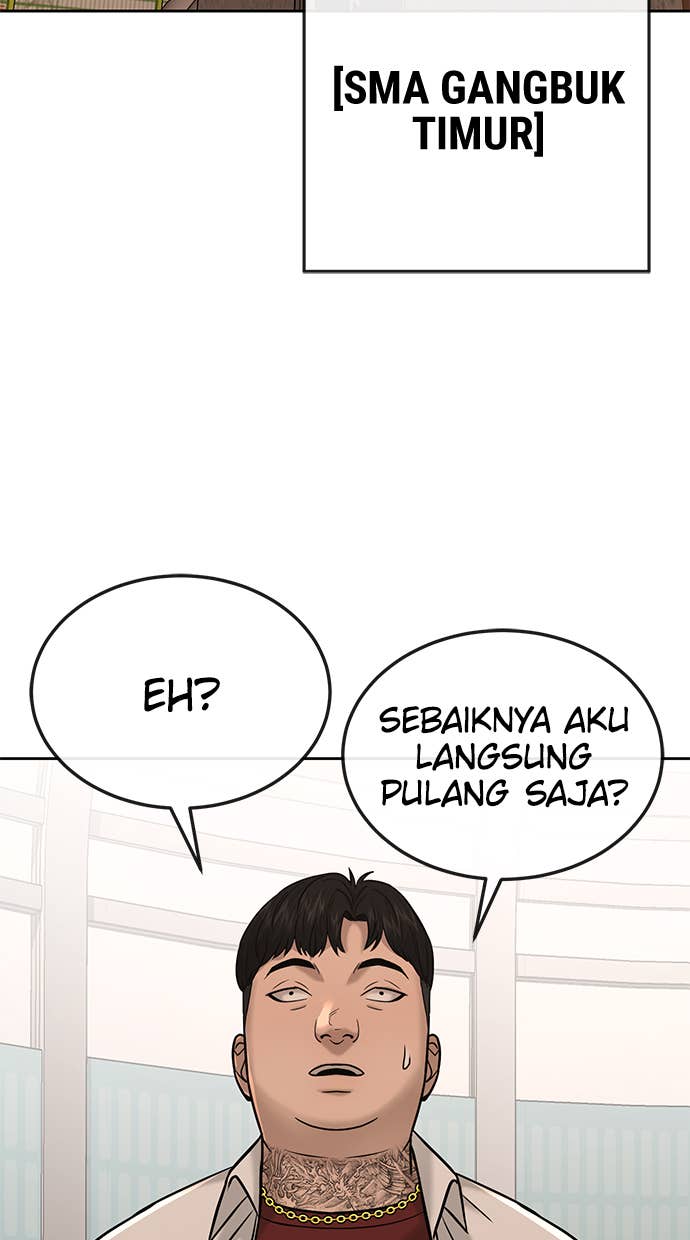 [SMA GANGBUK
TIMUR]
EH?
SEBAIKNYA AKU
LANGSUNG
PULANG SAJA?